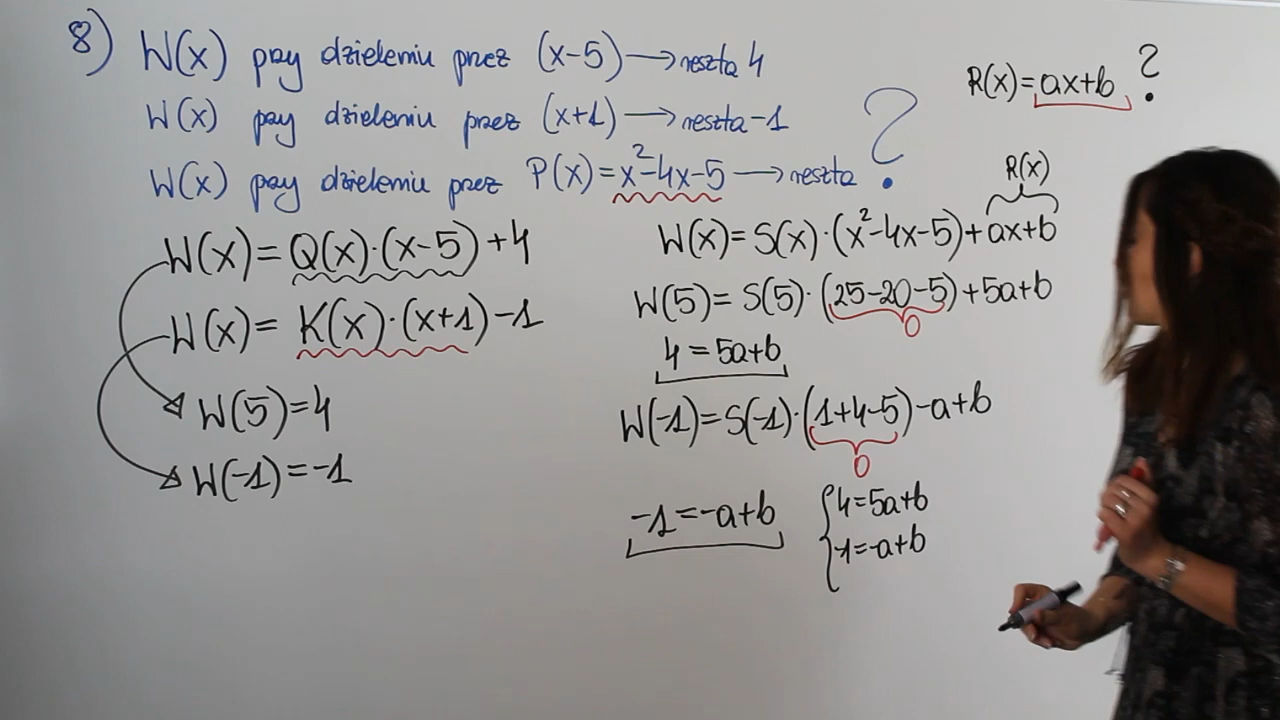 8) W(x) przy dzieleniu przez (x-5) → reszta 4
W(x) przy dzieleniu przez (x+1) → reszta -1
W(x) przy dzieleniu przez P(x)=x²-4x-5 → reszta ?
R(x)=ax+b ?
W(x)=Q(x)·(x-5)+4
W(x)=K(x)·(x+1)-1
W(5)=4
W(-1)=-1
R(x)
W(x)=S(x)·(x²-4x-5)+ax+b
W(5)=S(5)·(25-20-5)+5a+b
0
4=5a+b
W(-1)=S(-1)·(1+4-5)-a+b
0
-1=-a+b
{4=5a+b
-1=-a+b